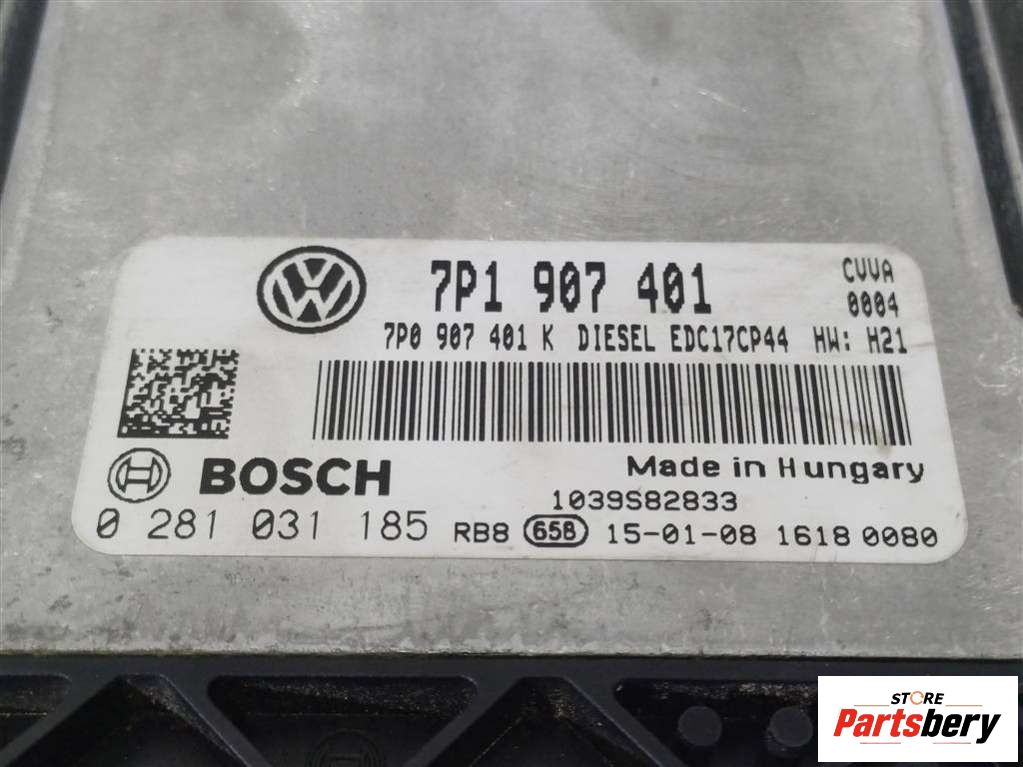 7P1 907 401
CVVA
0004
7P0 907 401 K DIESEL EDC17CP44 HW: H21
BOSCH
Made in Hungary
1039S82833
0 281 031 185 RB8 658 15-01-08 1618 0080
STORE
Partsbery